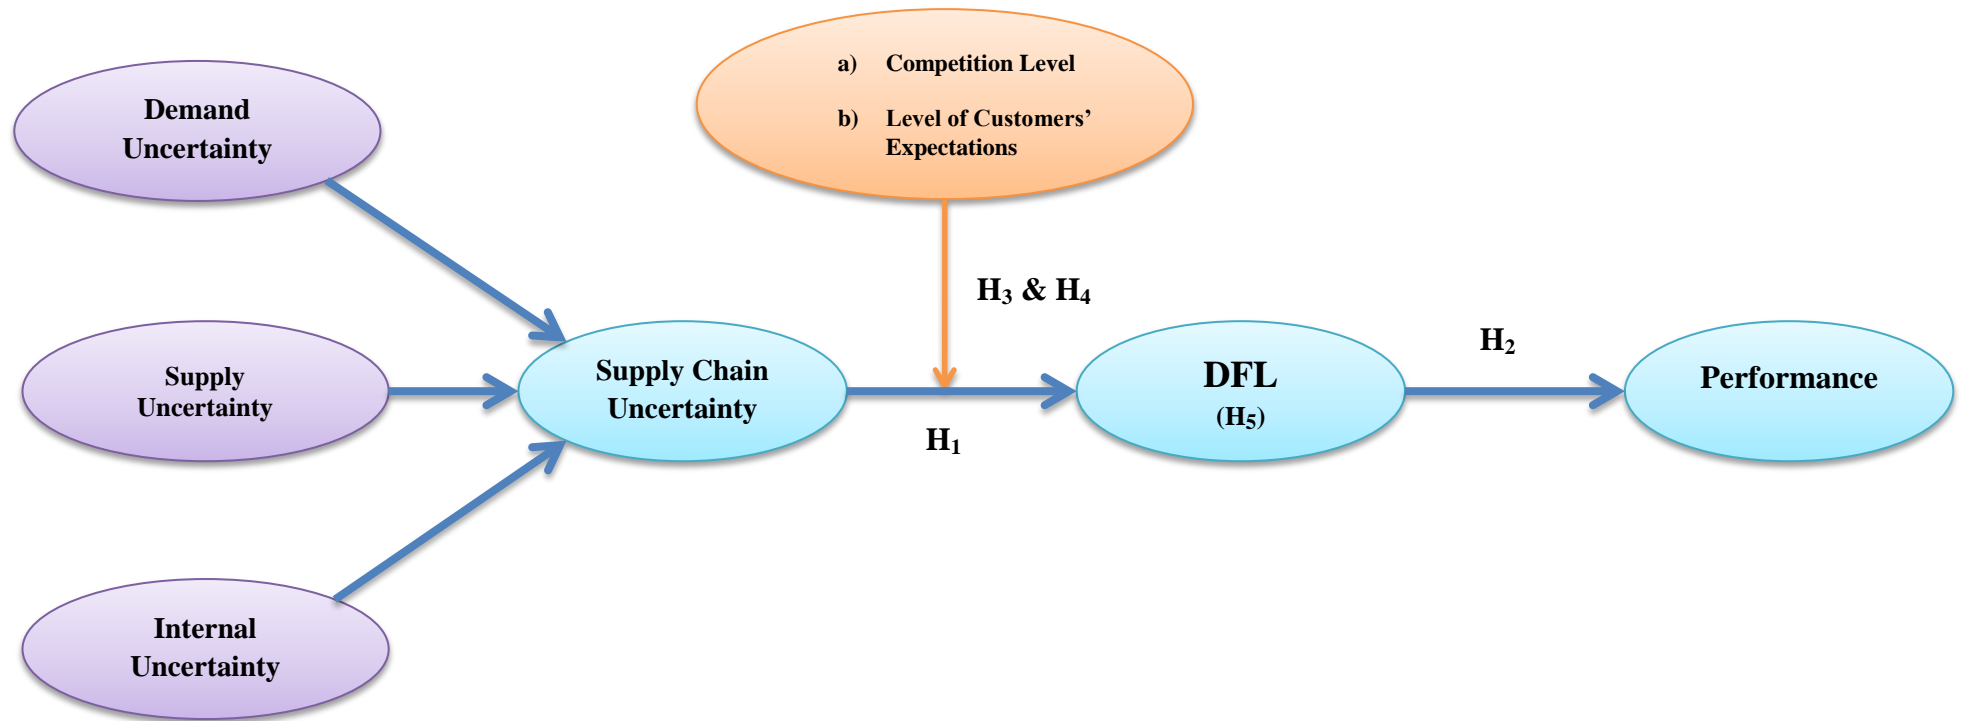 Demand
Uncertainty
a) Competition Level
b) Level of Customers’
Expectations
H₃ & H₄
Supply
Uncertainty
Supply Chain
Uncertainty
H₁
DFL
(H₅)
H₂
Performance
Internal
Uncertainty